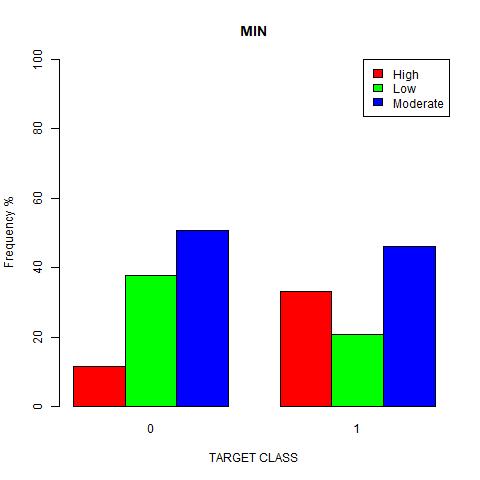 MIN
High
Low
Moderate
Frequency %
100
80
60
40
20
0
0 1
TARGET CLASS